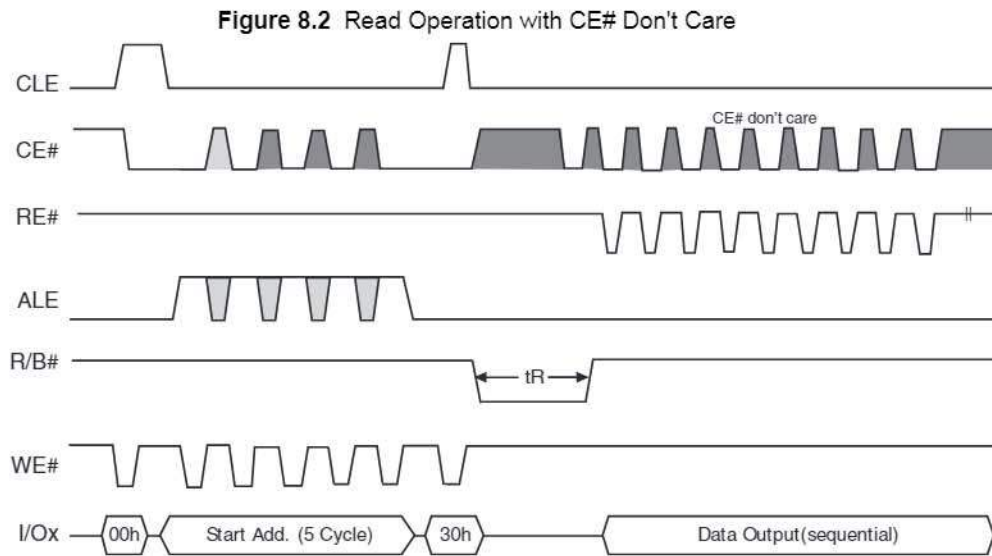 Figure 8.2 Read Operation with CE# Don't Care
CLE
CE# don't care
CE#
RE#
ALE
R/B#
tR
WE#
I/Ox
00h
Start Add. (5 Cycle)
30h
Data Output(sequential)